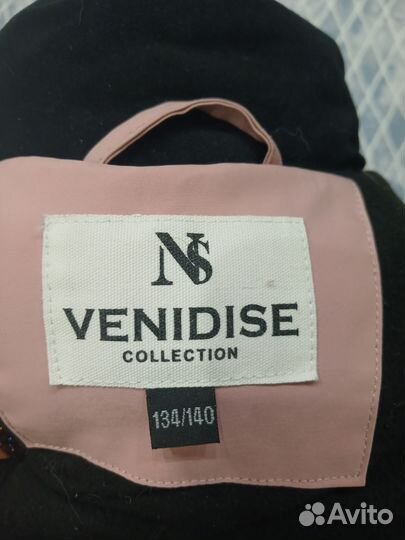 NS
VENIDISE
COLLECTION
134/140
Avito